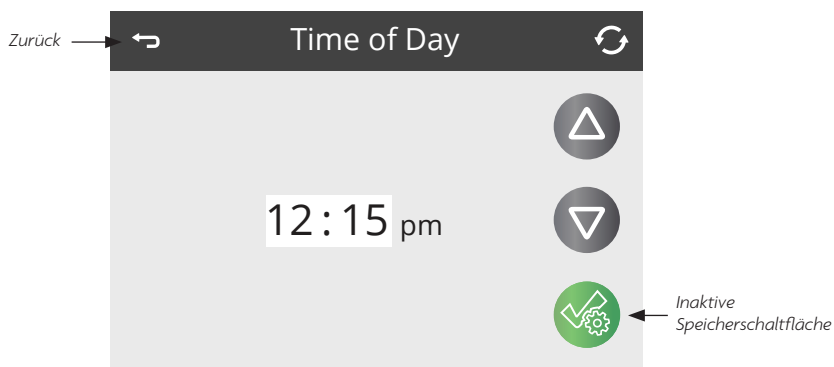 Zurück
Time of Day
12:15 pm
Inaktive
Speicherschaltfläche